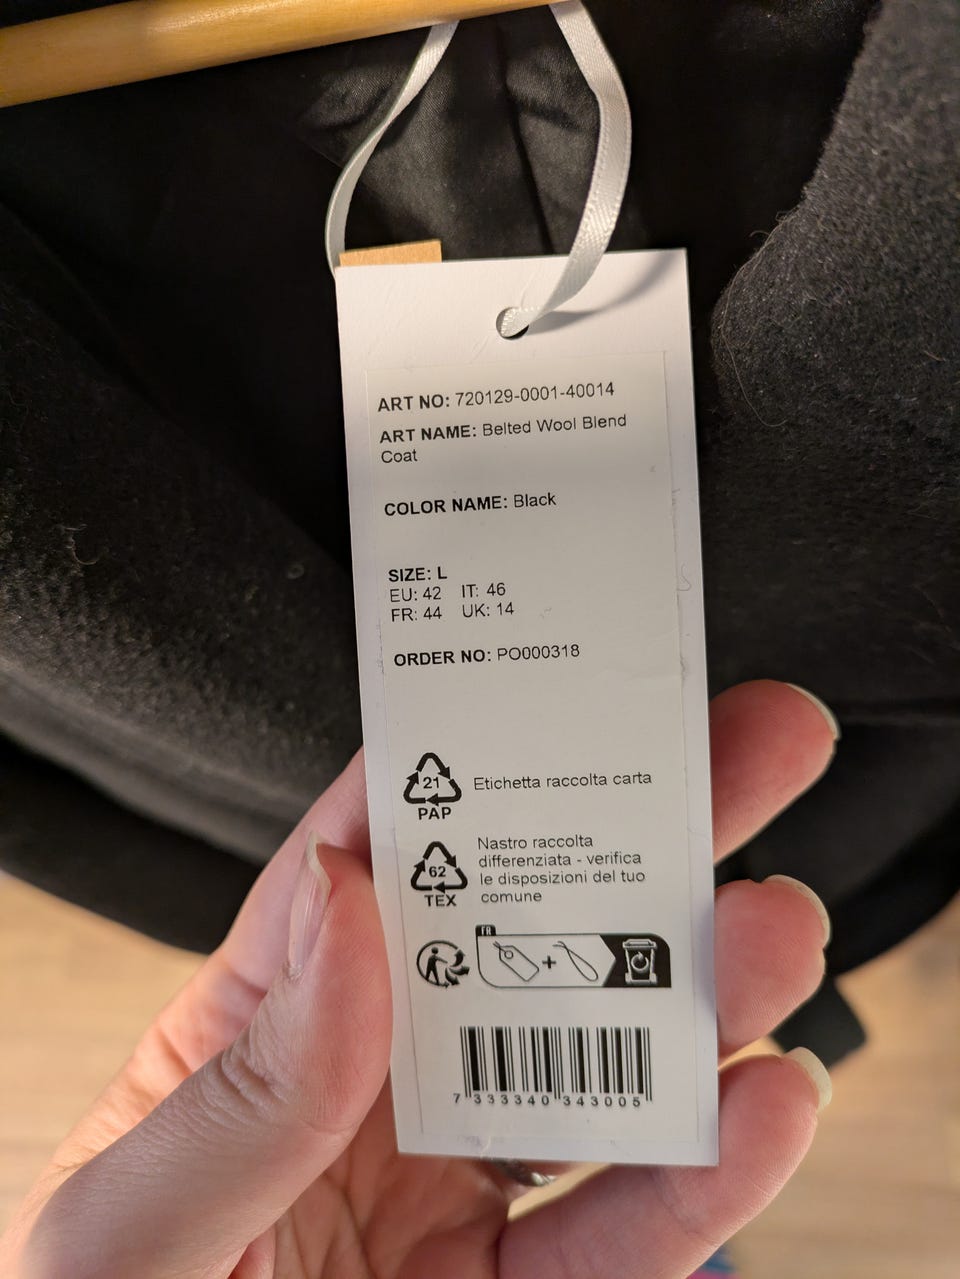 ART NO: 720129-0001-40014
ART NAME: Belted Wool Blend
Coat
COLOR NAME: Black
SIZE: L
EU: 42 IT: 46
FR: 44 UK: 14
ORDER NO: PO000318
21
PAP
Etichetta raccolta carta
62
TEX
Nastro raccolta
differenziata - verifica
le disposizioni del tuo
comune
FR
+
7 333340 343005